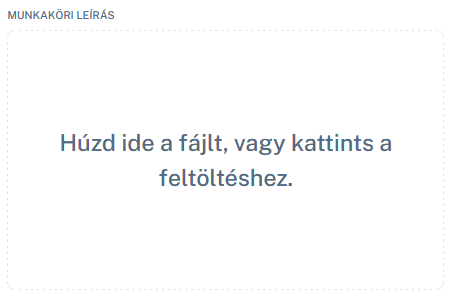 MUNKAKÖRI LEÍRÁS
Húzd ide a fájlt, vagy kattints a
feltöltéshez.